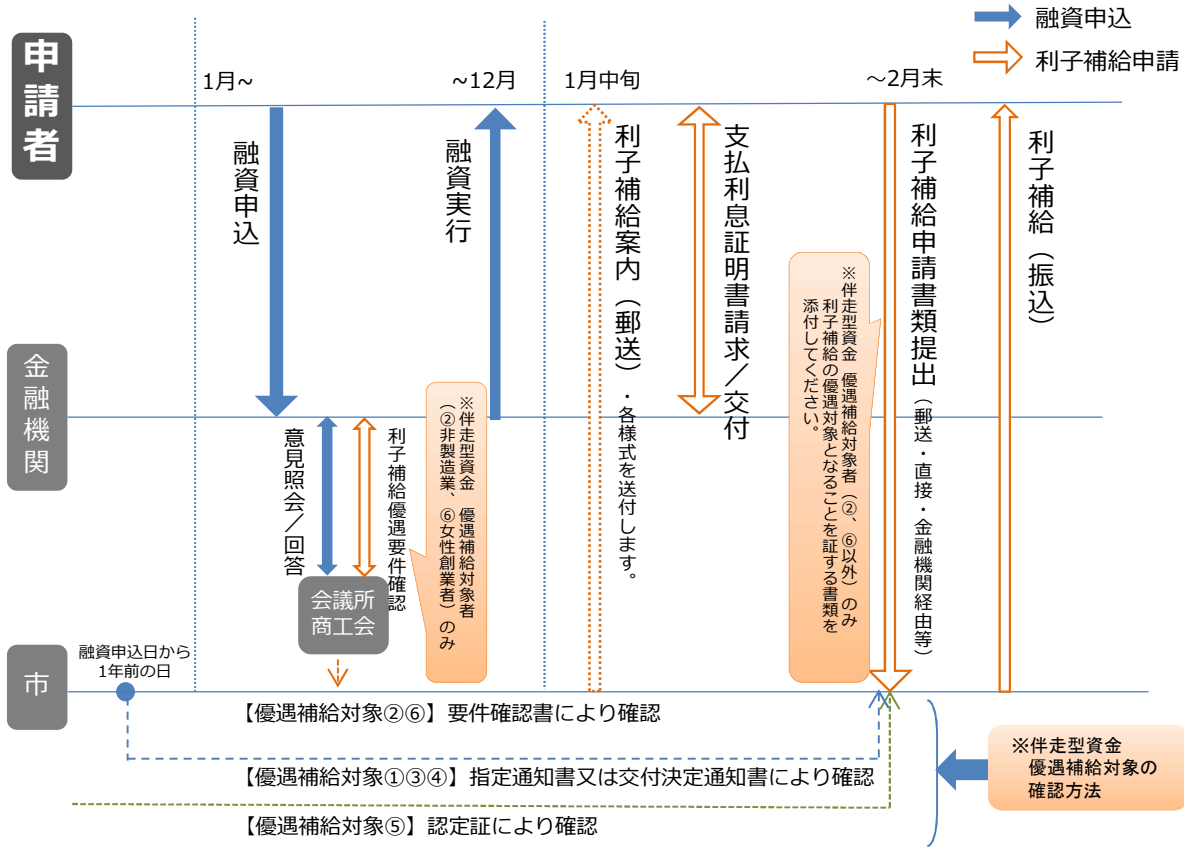 融資申込
利子補給申請
申請者
1月~
~12月
1月中旬
～2月末
融資申込
融資実行
利子補給案内（郵送）・各様式を送付します。
支払利息証明書請求／交付
利子補給申請書類提出（郵送・直接・金融機関経由等）
利子補給（振込）
※伴走型資金　優遇補給対象者（②、⑥以外）のみ
利子補給の優遇対象となることを証する書類を
添付してください。
金融機関
意見照会／回答
利子補給優遇要件確認
※伴走型資金　優遇補給対象者
（②非製造業、⑥女性創業者）のみ
会議所
商工会
市
融資申込日から
1年前の日
【優遇補給対象②⑥】要件確認書により確認
【優遇補給対象①③④】指定通知書又は交付決定通知書により確認
【優遇補給対象⑤】認定証により確認
※伴走型資金
優遇補給対象の
確認方法